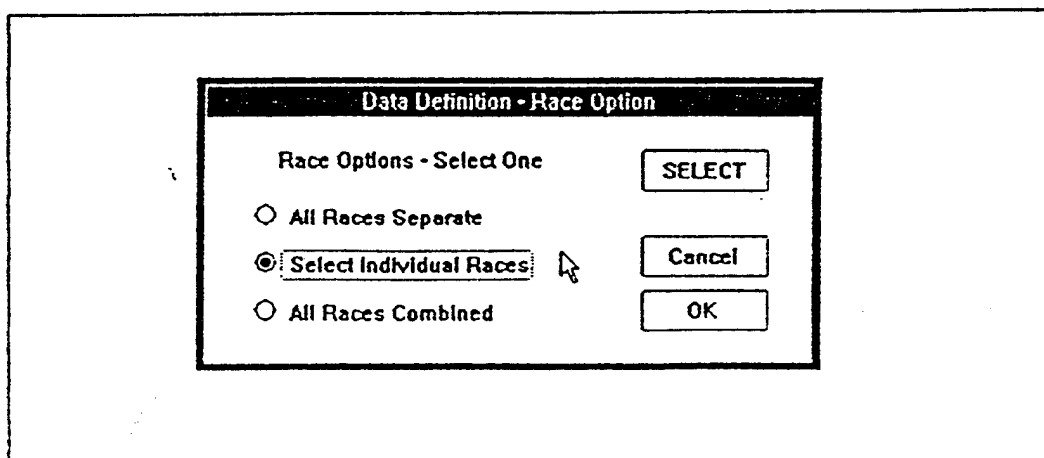 Data Definition - Race Option
Race Options - Select One
SELECT
All Races Separate
Select Individual Races
Cancel
All Races Combined
OK